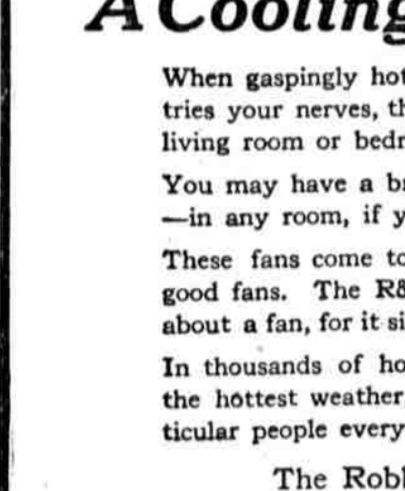 A Cooling
When gaspingly hot
tries your nerves, th
living room or bedr
You may have a br
—in any room, if y
These fans come to
good fans. The R&
about a fan, for it si
In thousands of ho
the hottest weather
ticular people every
The Robb